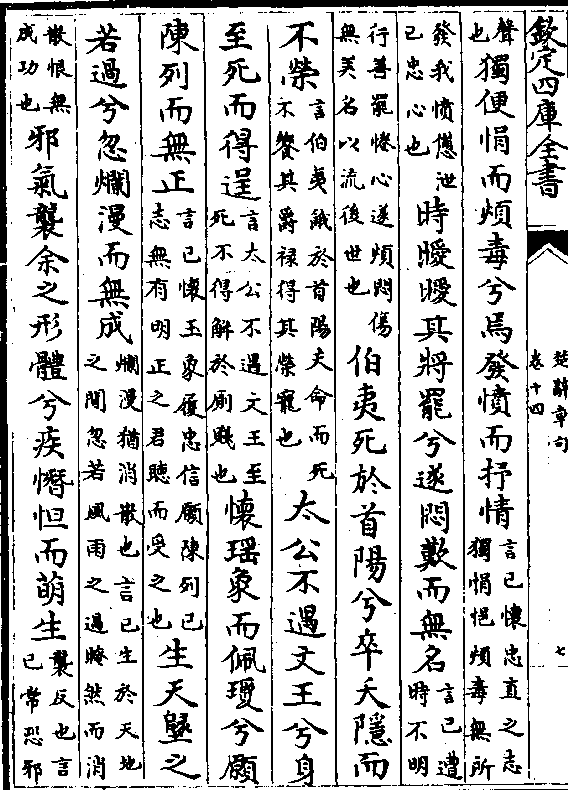 欽定四庫全書
楚辭章句
卷十四
七
聲也獨便悁而煩毒兮焉發憤而抒情言已懷忠直之志獨悁悒煩毒無所
發我憤懣泄已忠心也時曖曖其將罷兮遂悶歎而無名言已遭時不明
行善罷倦心遂煩悶傷無美名以流後世也伯夷死於首陽兮卒夭隱而
不榮言伯夷餓於首陽夭命而死不饗其爵禄得其榮寵也太公不遇文王兮身
至死而得逞言太公不遇文王至死不得解於廁賤也懷瑶象而佩瓊兮願
陳列而無正言已懷玉象履忠信願陳列已志無有明正之君聽而受之也生天墬之
若過兮忽爛漫而無成爛漫猶消散也言已生於天地之間忽若風雨之過晻然而消
散恨無成功也邪氣襲余之形體兮疾憯怛而萌生襲反也言已常恐邪